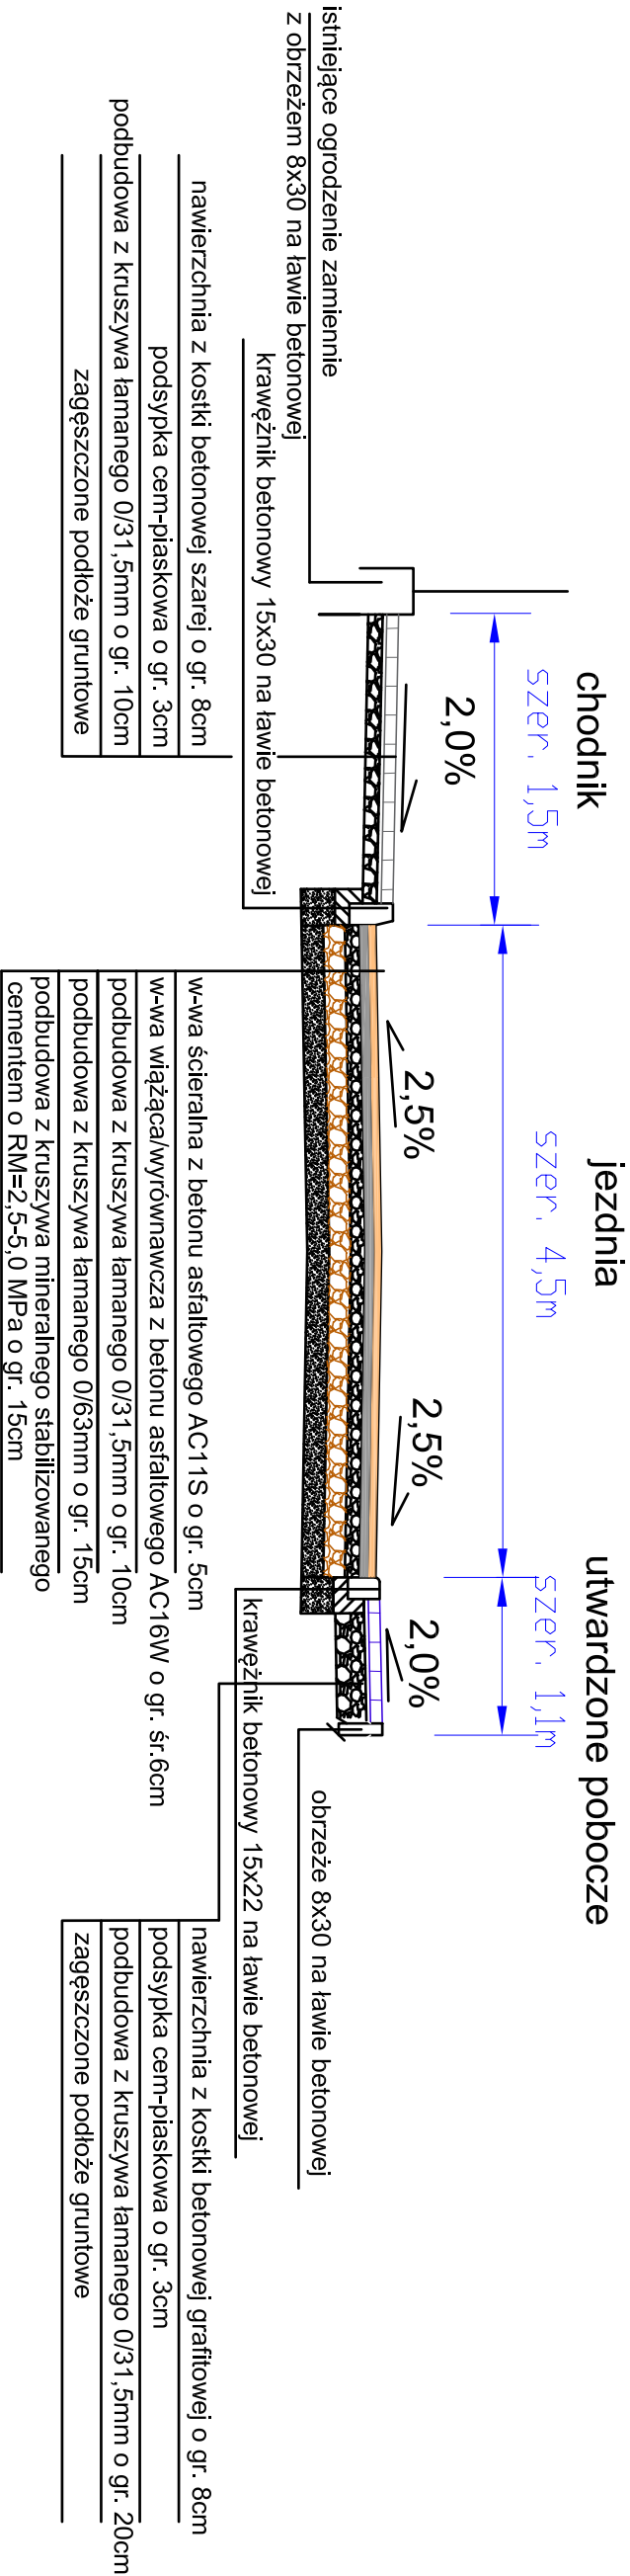 chodnik
szer. 1,5m
2,0%
jezdnia
szer. 4,5m
2,5%
2,5%
utwardzone pobocze
szer. 1,1m
2,0%
istniejące ogrodzenie zamiennie
z obrzeżem 8x30 na ławie betonowej
krawężnik betonowy 15x30 na ławie betonowej
nawierzchnia z kostki betonowej szarej o gr. 8cm
podsypka cem-piaskowa o gr. 3cm
podbudowa z kruszywa łamanego 0/31,5mm o gr. 10cm
zagęszczone podłoże gruntowe
w-wa ścieralna z betonu asfaltowego AC11S o gr. 5cm
w-wa wiążąca/wyrównawcza z betonu asfaltowego AC16W o gr. śr.6cm
podbudowa z kruszywa łamanego 0/31,5mm o gr. 10cm
podbudowa z kruszywa łamanego 0/63mm o gr. 15cm
podbudowa z kruszywa mineralnego stabilizowanego
cementem o RM=2,5-5,0 MPa o gr. 15cm
obrzeże 8x30 na ławie betonowej
krawężnik betonowy 15x22 na ławie betonowej
nawierzchnia z kostki betonowej grafitowej o gr. 8cm
podsypka cem-piaskowa o gr. 3cm
podbudowa z kruszywa łamanego 0/31,5mm o gr. 20cm
zagęszczone podłoże gruntowe